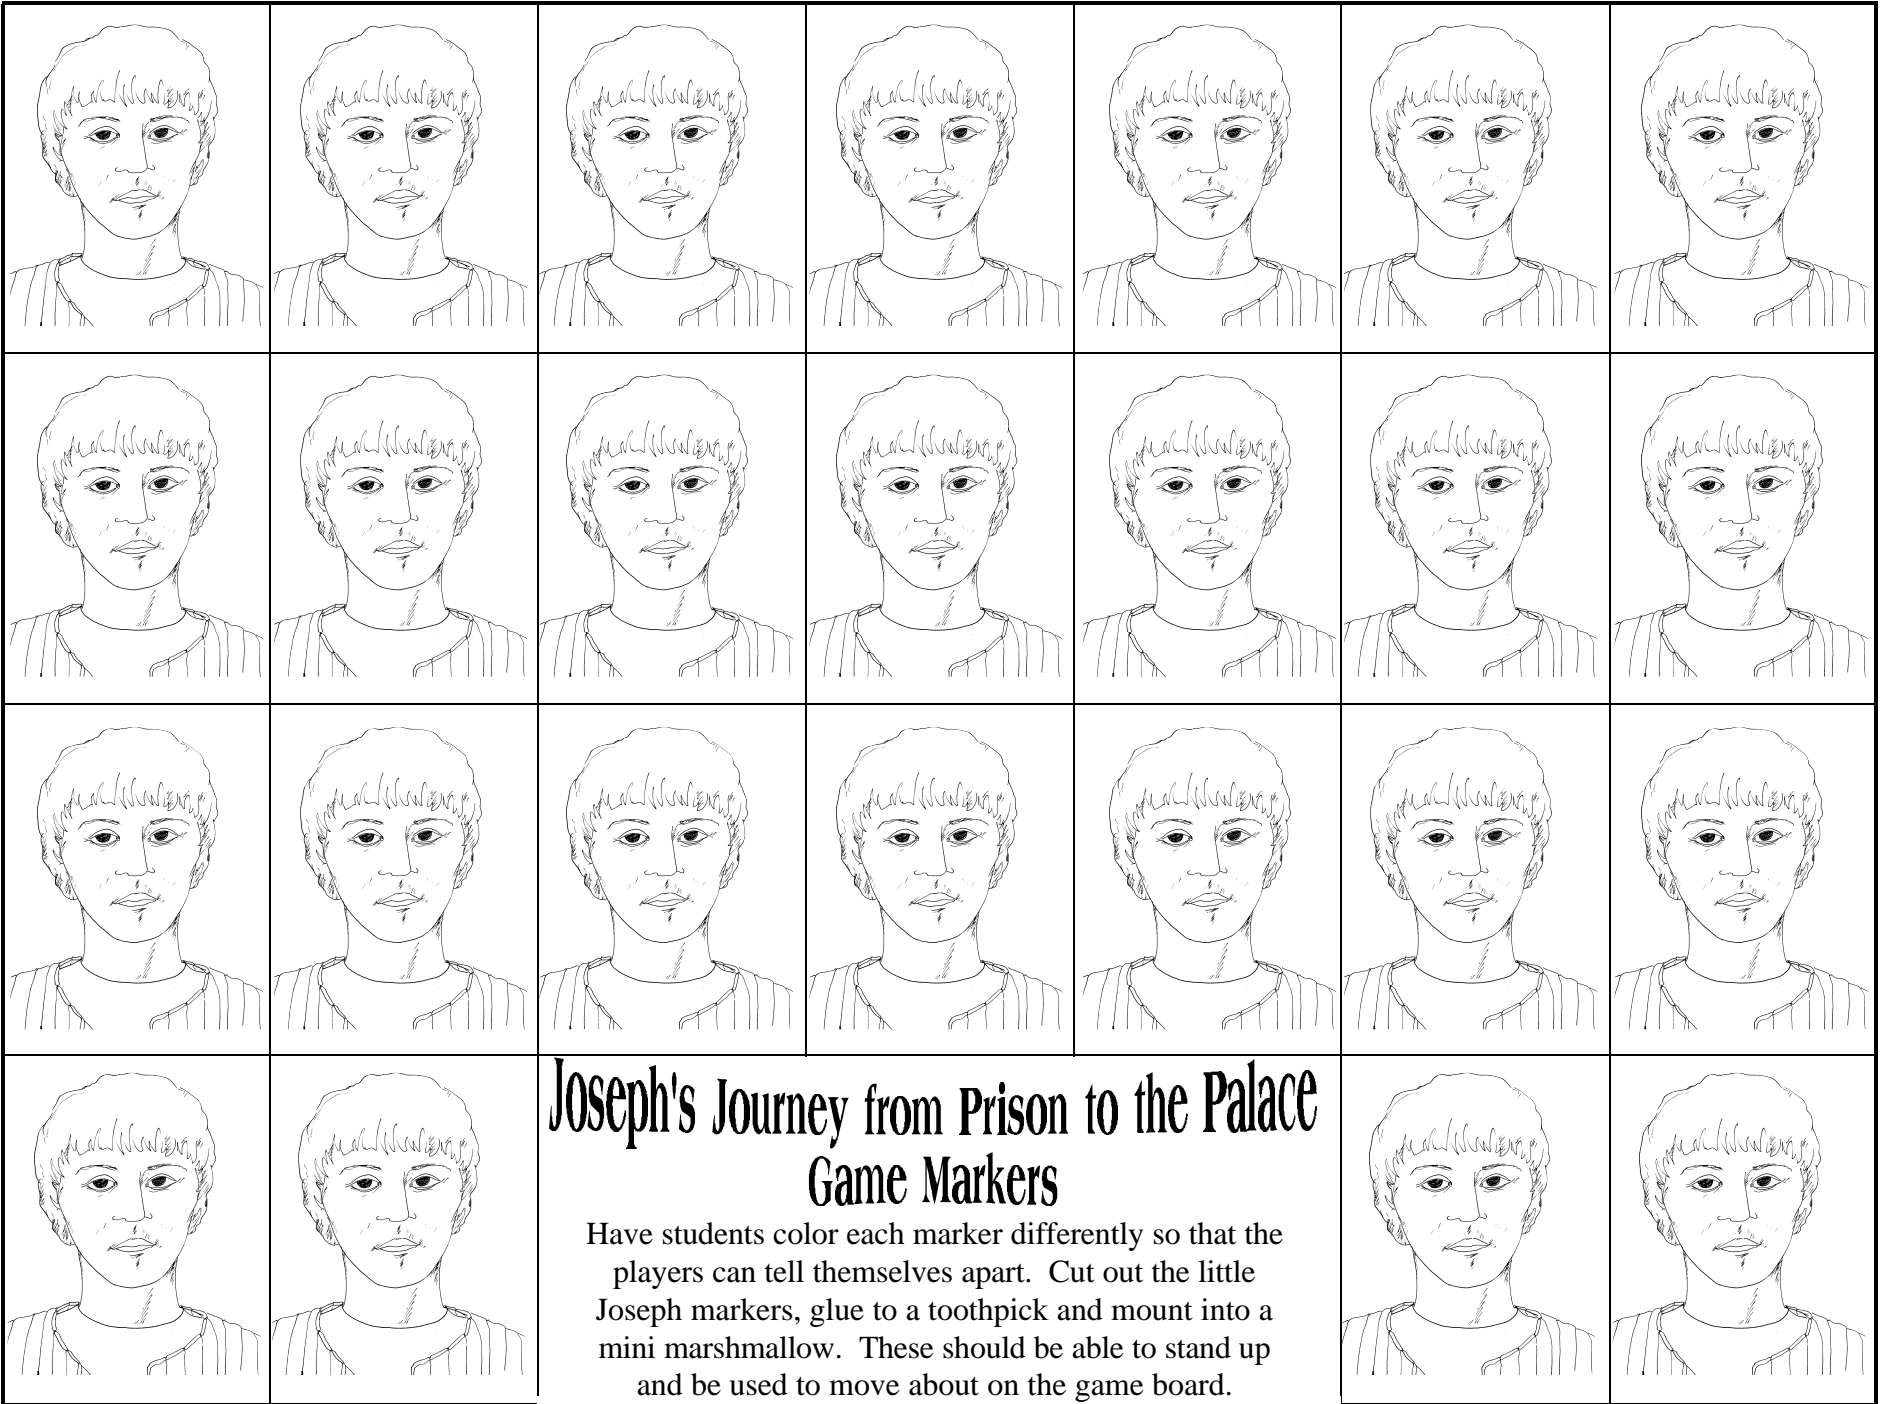 Joseph's Journey from Prison to the Palace
Game Markers
Have students color each marker differently so that the
players can tell themselves apart.  Cut out the little
Joseph markers, glue to a toothpick and mount into a
mini marshmallow.  These should be able to stand up
and be used to move about on the game board.